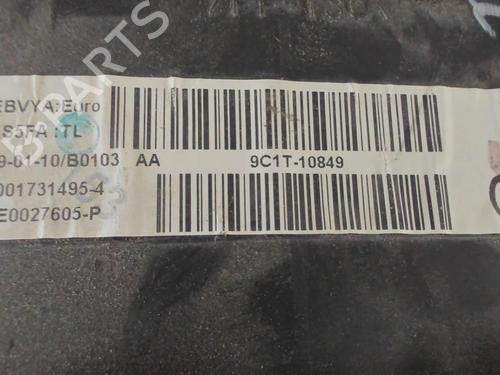 EBVYA:Euro
S5FA :TL
9-01-10/B0103 AA 9C1T-10849
001731495-4
E0027605-P
B-PARTS